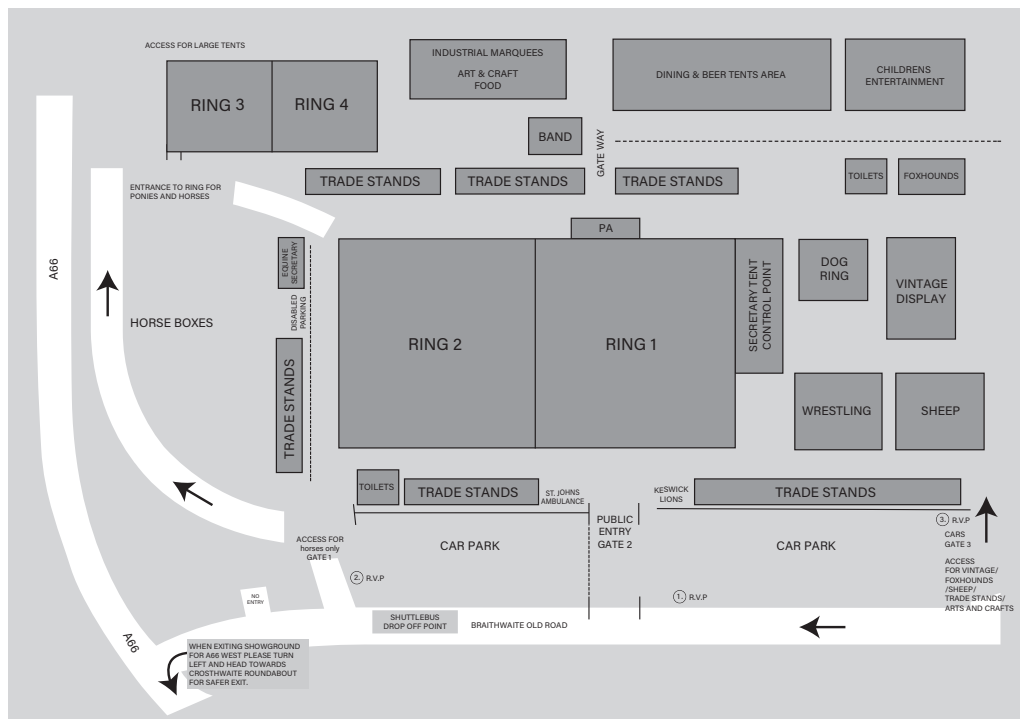 ACCESS FOR LARGE TENTS
RING 3
RING 4
INDUSTRIAL MARQUEES
ART & CRAFT
FOOD
DINING & BEER TENTS AREA
CHILDRENS
ENTERTAINMENT
BAND
GATE WAY
ENTRANCE TO RING FOR
PONIES AND HORSES
TRADE STANDS
TRADE STANDS
TRADE STANDS
TOILETS
FOXHOUNDS
PA
A66
EQUINE
SECRETARY
DISABLED
PARKING
HORSE BOXES
TRADE STANDS
RING 2
RING 1
SECRETARY TENT
CONTROL POINT
DOG
RING
VINTAGE
DISPLAY
WRESTLING
SHEEP
TOILETS
TRADE STANDS
ST. JOHNS
AMBULANCE
KESWICK
LIONS
TRADE STANDS
PUBLIC
ENTRY
GATE 2
3. R.V.P
CARS
GATE 3
ACCESS FOR
horses only
GATE 1
CAR PARK
CAR PARK
ACCESS
FOR VINTAGE/
FOXHOUNDS
/SHEEP/
TRADE STANDS/
ARTS AND CRAFTS
2. R.V.P
1. R.V.P
NO
ENTRY
SHUTTLEBUS
DROP OFF POINT
BRAITHWAITE OLD ROAD
A66
WHEN EXITING SHOWGROUND
FOR A66 WEST PLEASE TURN
LEFT AND HEAD TOWARDS
CROSTHWAITE ROUNDABOUT
FOR SAFER EXIT.